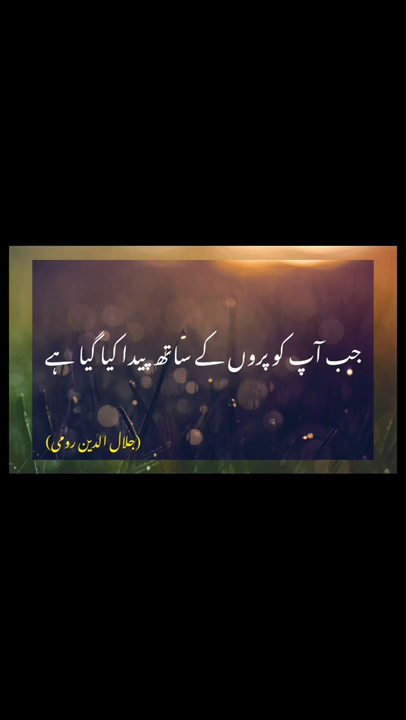 جب آپ کو پروں کے ساتھ پیدا کیا گیا ہے
(جلال الدین رومی)